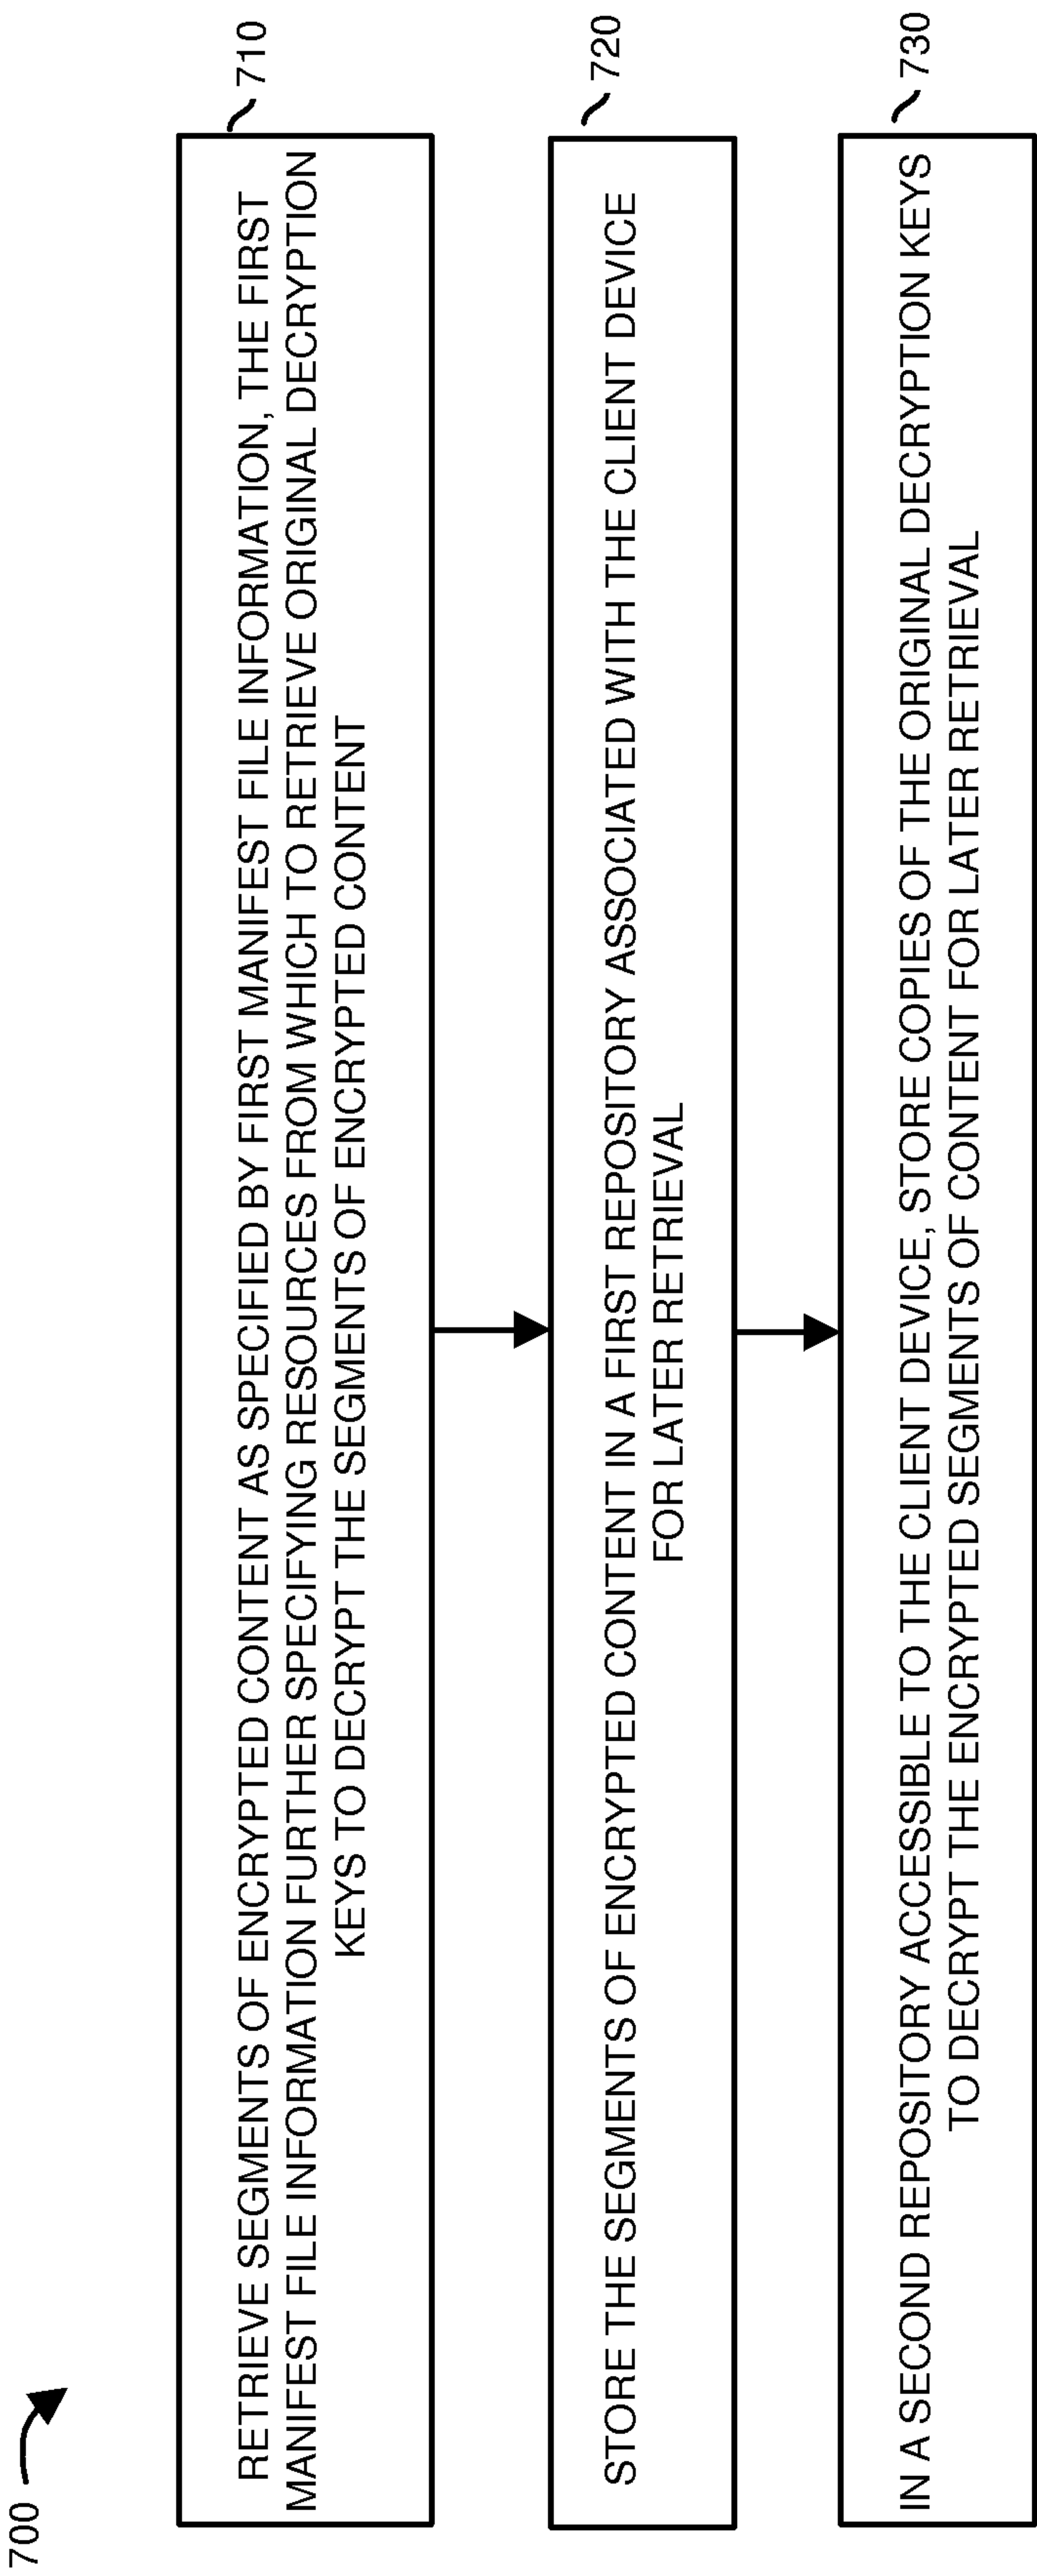 700
710
RETRIEVE SEGMENTS OF ENCRYPTED CONTENT AS SPECIFIED BY FIRST MANIFEST FILE INFORMATION, THE FIRST
MANIFEST FILE INFORMATION FURTHER SPECIFYING RESOURCES FROM WHICH TO RETRIEVE ORIGINAL DECRYPTION
KEYS TO DECRYPT THE SEGMENTS OF ENCRYPTED CONTENT
720
STORE THE SEGMENTS OF ENCRYPTED CONTENT IN A FIRST REPOSITORY ASSOCIATED WITH THE CLIENT DEVICE
FOR LATER RETRIEVAL
730
IN A SECOND REPOSITORY ACCESSIBLE TO THE CLIENT DEVICE, STORE COPIES OF THE ORIGINAL DECRYPTION KEYS
TO DECRYPT THE ENCRYPTED SEGMENTS OF CONTENT FOR LATER RETRIEVAL